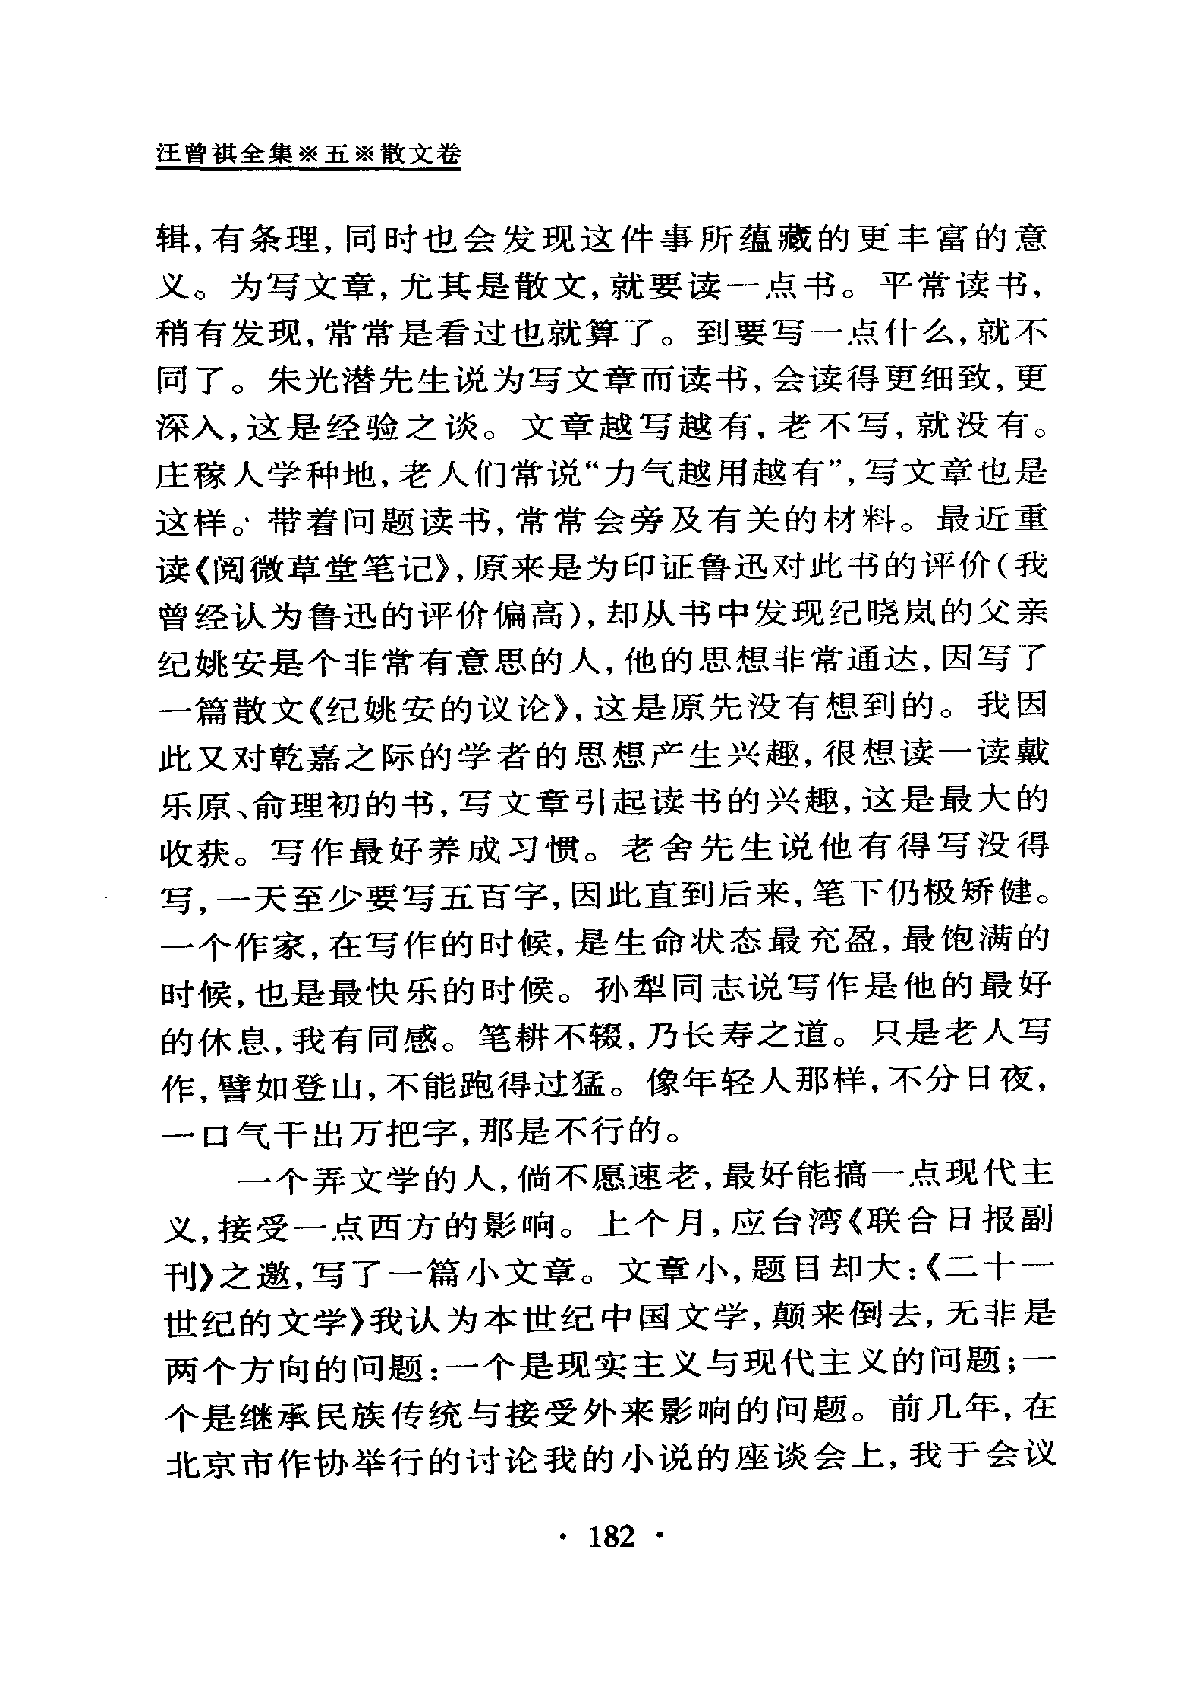 汪曾祺全集※五※散文卷
辑,有条理,同时也会发现这件事所蕴藏的更丰富的意
义。为写文章,尤其是散文,就要读一点书。平常读书,
稍有发现,常常是看过也就算了。到要写一点什么,就不
同了。朱光潜先生说为写文章而读书,会读得更细致,更
深入,这是经验之谈。文章越写越有,老不写,就没有。
庄稼人学种地,老人们常说“力气越用越有”,写文章也是
这样。带着问题读书,常常会旁及有关的材料。最近重
读《阅微草堂笔记》,原来是为印证鲁迅对此书的评价(我
曾经认为鲁迅的评价偏高),却从书中发现纪晓岚的父亲
纪姚安是个非常有意思的人,他的思想非常通达,因写了
一篇散文《纪姚安的议论》,这是原先没有想到的。我因
此又对乾嘉之际的学者的思想产生兴趣,很想读一读戴
乐原、俞理初的书,写文章引起读书的兴趣,这是最大的
收获。写作最好养成习惯。老舍先生说他有得写没得
写,一天至少要写五百字,因此直到后来,笔下仍极矫健。
一个作家,在写作的时候,是生命状态最充盈,最饱满的
时候,也是最快乐的时候。孙犁同志说写作是他的最好
的休息,我有同感。笔耕不辍,乃长寿之道。只是老人写
作,譬如登山,不能跑得过猛。像年轻人那样,不分日夜,
一口气干出万把字,那是不行的。
一个弄文学的人,倘不愿速老,最好能搞一点现代主
义,接受一点西方的影响。上个月,应台湾《联合日报副
刊》之邀,写了一篇小文章。文章小,题目却大:《二十一
世纪的文学》我认为本世纪中国文学,颠来倒去,无非是
两个方向的问题:一个是现实主义与现代主义的问题;一
个是继承民族传统与接受外来影响的问题。前几年,在
北京市作协举行的讨论我的小说的座谈会上,我于会议
· 182 ·